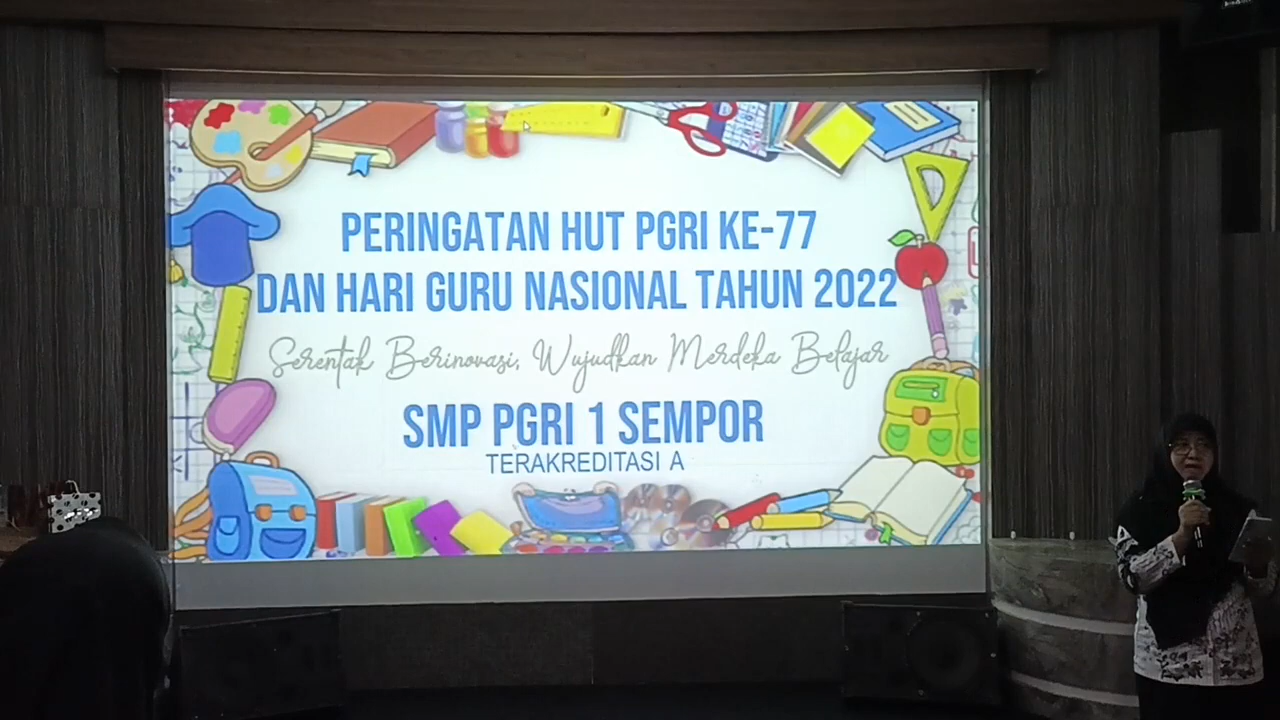 PERINGATAN HUT PGRI KE-77
DAN HARI GURU NASIONAL TAHUN 2022
Serentak Berinovasi, Wujudkan Merdeka Belajar
SMP PGRI 1 SEMPOR
TERAKREDITASI A